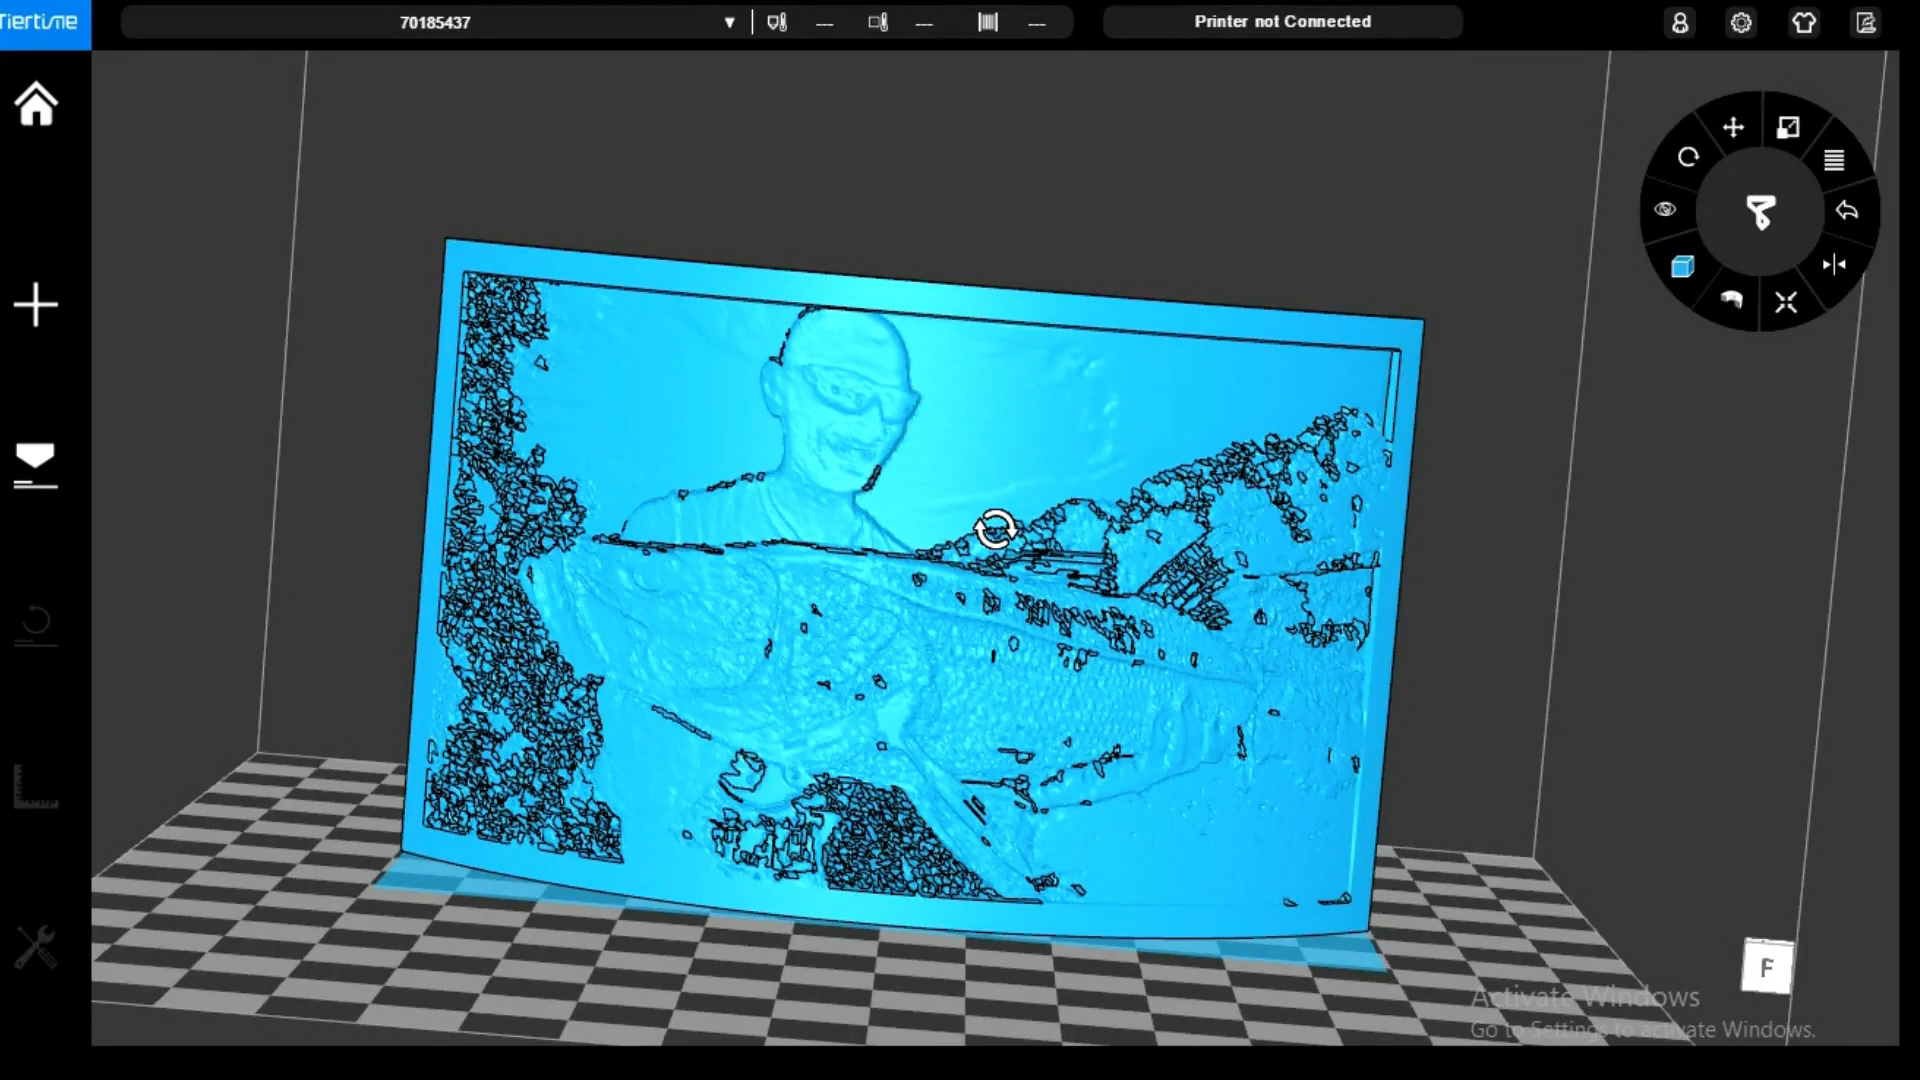 Tiertime
70185437
Printer not Connected
F
Activate Windows
Go to Settings to activate Windows.